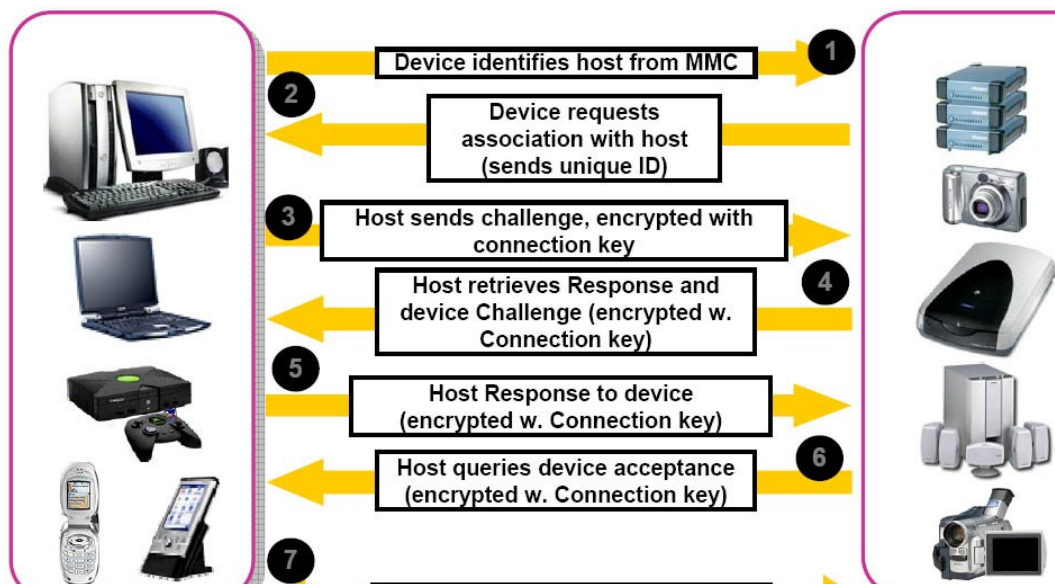 1
Device identifies host from MMC
2
Device requests
association with host
(sends unique ID)
3
Host sends challenge, encrypted with
connection key
4
Host retrieves Response and
device Challenge (encrypted w.
Connection key)
5
Host Response to device
(encrypted w. Connection key)
6
Host queries device acceptance
(encrypted w. Connection key)
7